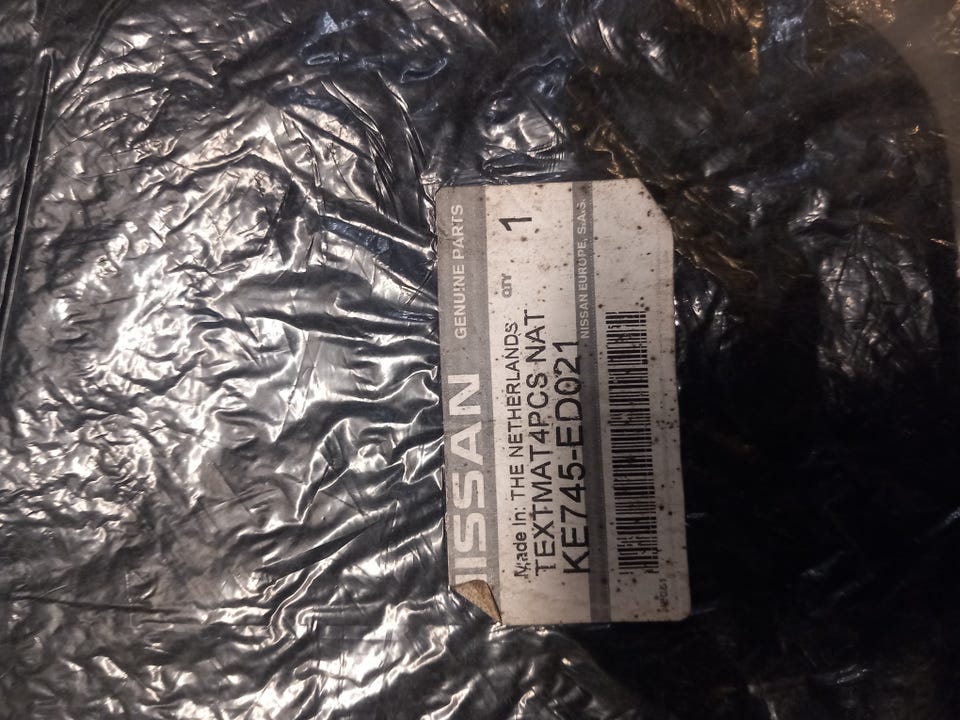 NISSAN GENUINE PARTS
Made in: THE NETHERLANDS QTY 1
TEXTMAT4PCS NAT
KE745-ED021
NISSAN EUROPE, S.A.S.